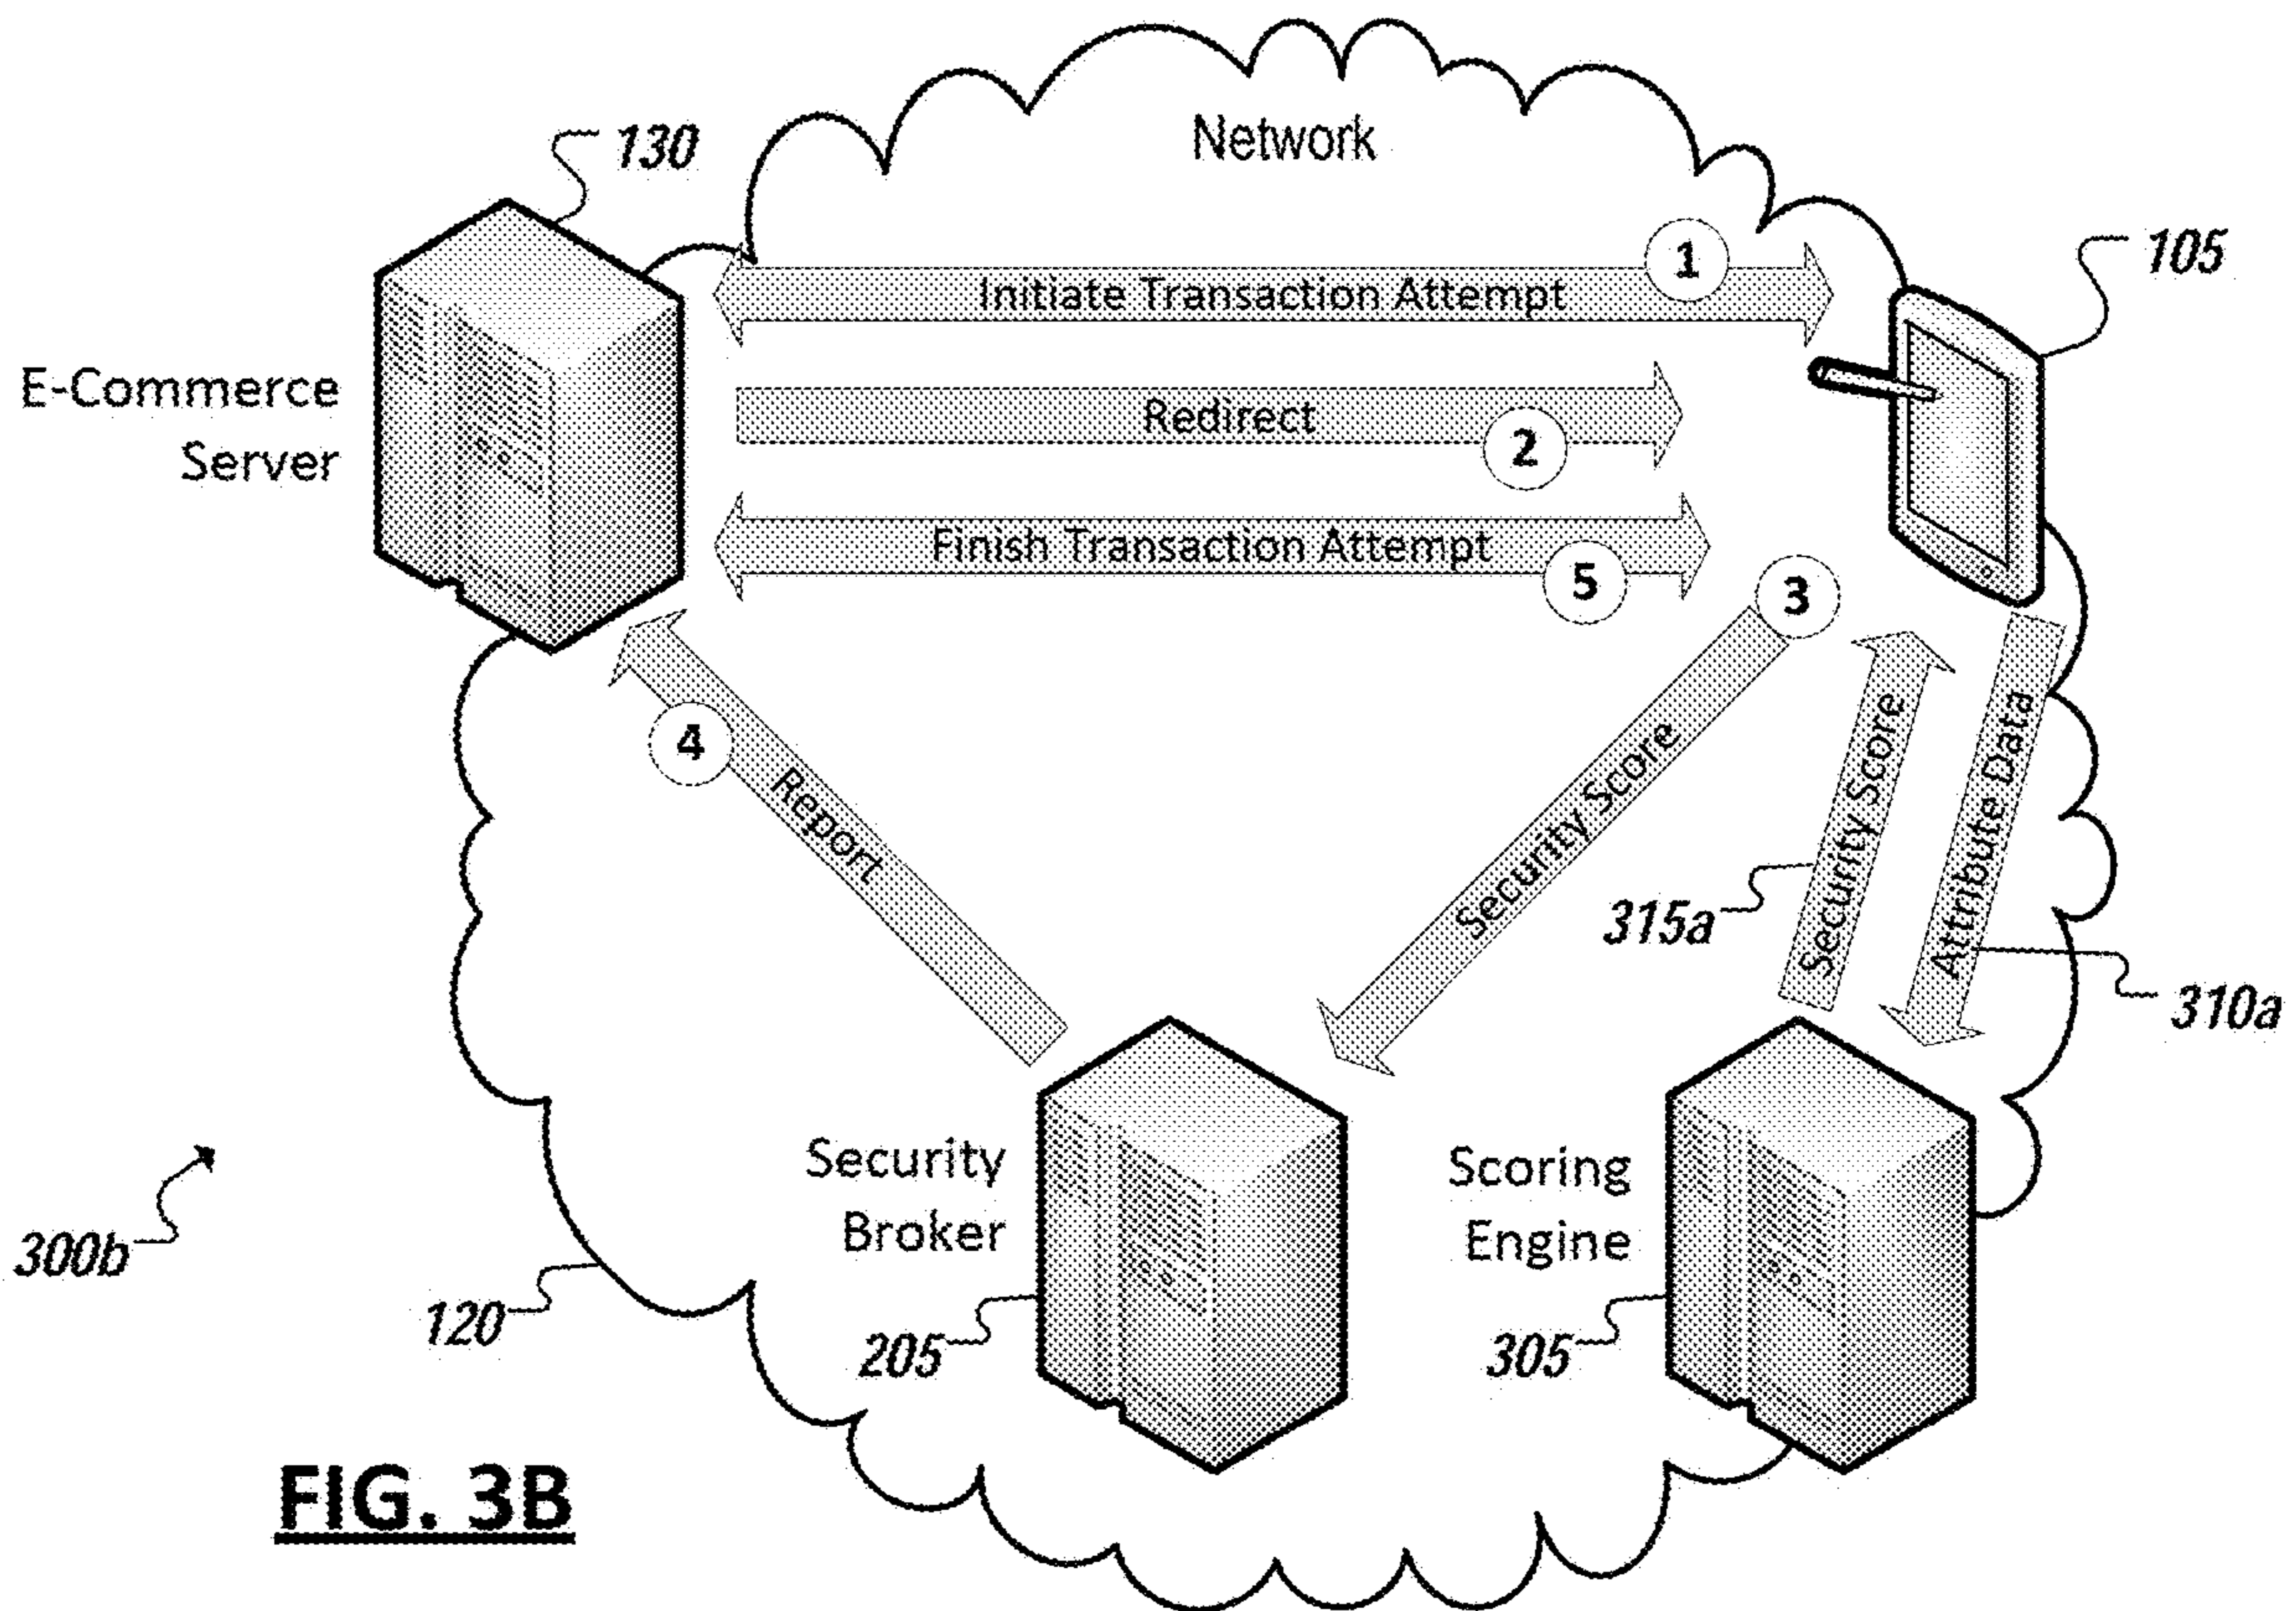 Network
130
1
Initiate Transaction Attempt
105
E-Commerce
Server
Redirect
2
Finish Transaction Attempt
5
3
4
Report
Security Score
Security Score
Attribute Data
315a
310a
Security
Broker
Scoring
Engine
300b
120
205
305
FIG. 3B